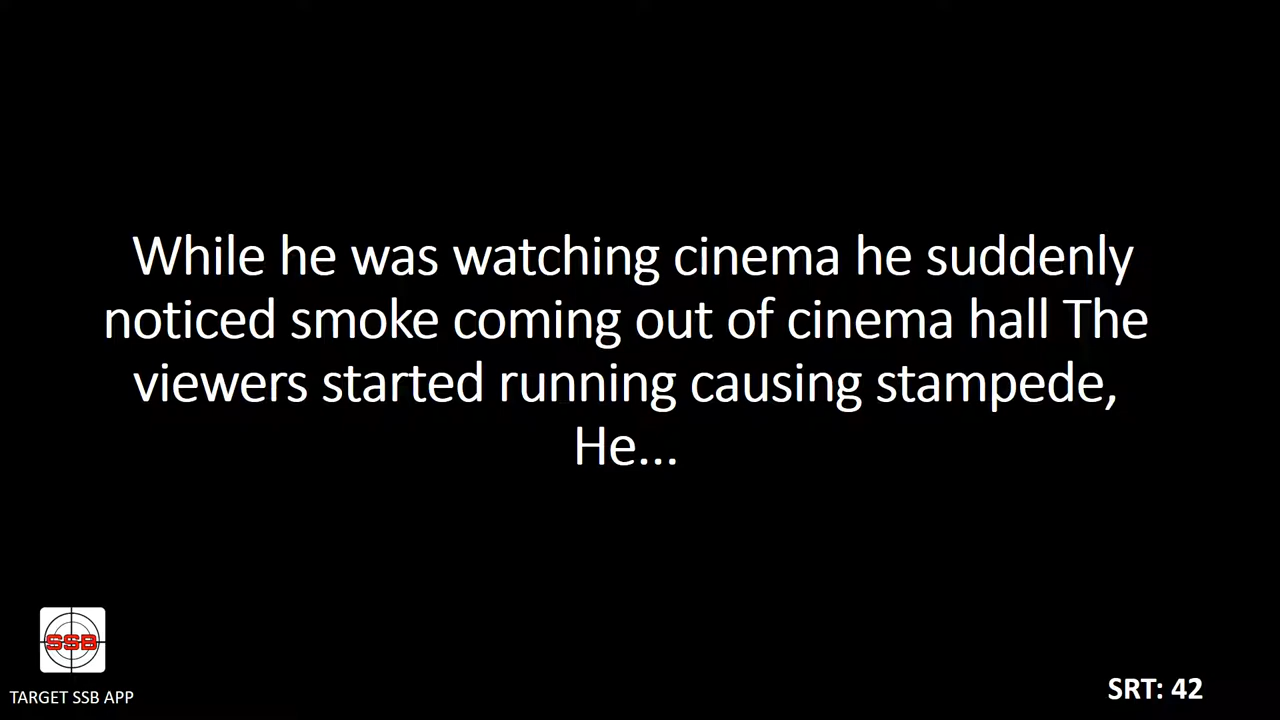 While he was watching cinema he suddenly
noticed smoke coming out of cinema hall The
viewers started running causing stampede,
He...
SSB
TARGET SSB APP
SRT: 42